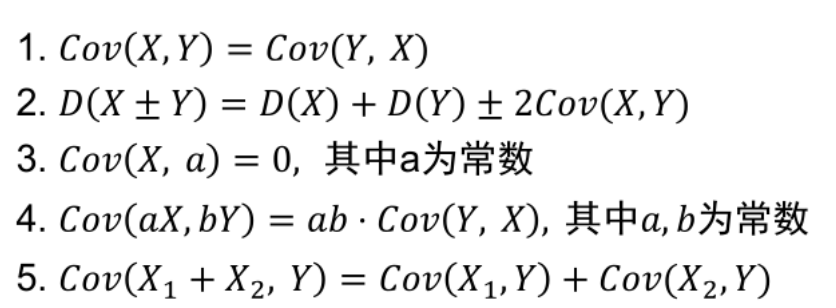 1. Cov(X,Y) = Cov(Y, X)
2. D(X ± Y) = D(X) + D(Y) ± 2Cov(X,Y)
3. Cov(X, a) = 0, 其中a为常数
4. Cov(aX,bY) = ab · Cov(Y, X), 其中a,b为常数
5. Cov(X₁ + X₂, Y) = Cov(X₁,Y) + Cov(X₂,Y)